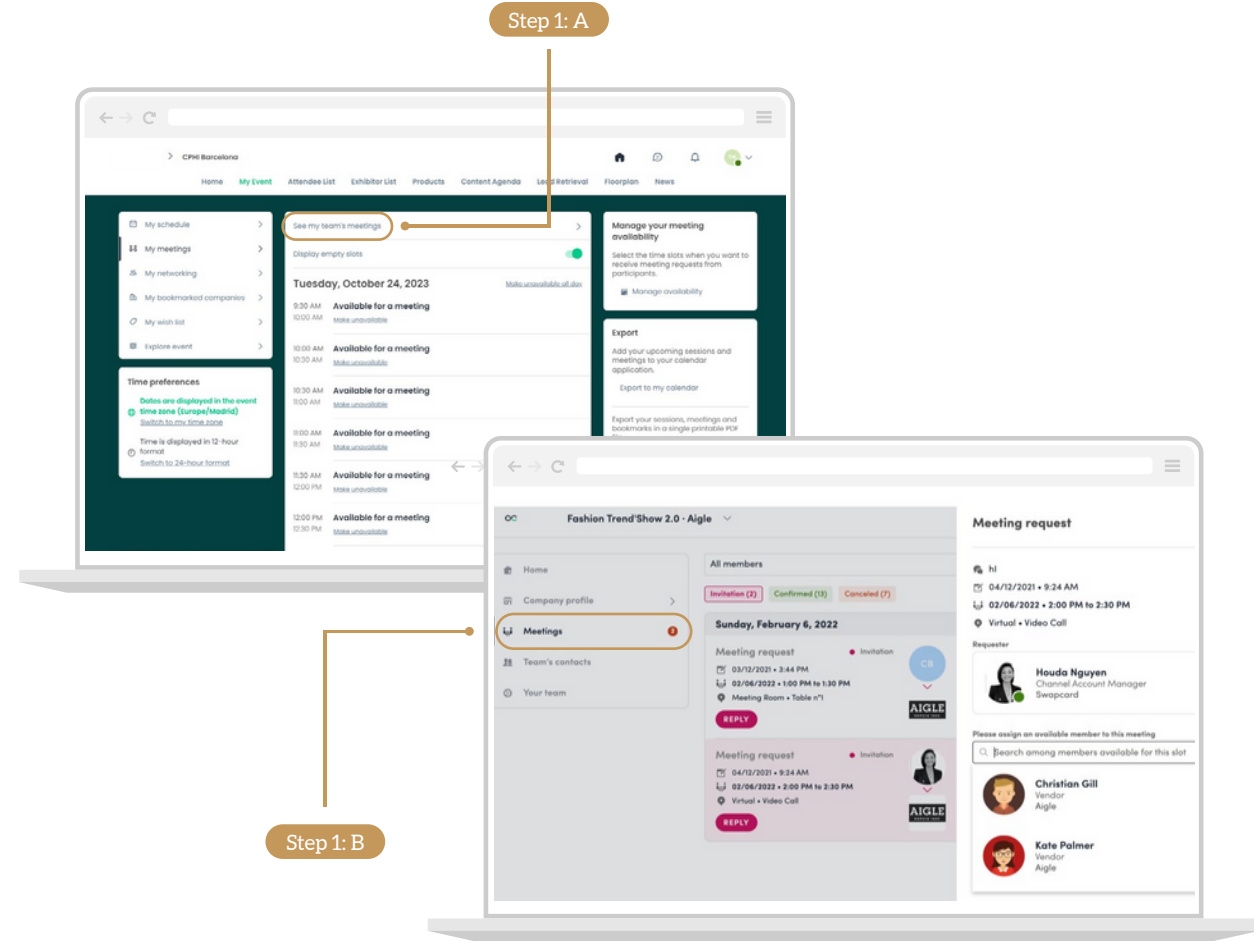 Step 1: A
CPHI Barcelona
Home My Event Attendee List Exhibitor List Products Content Agenda Lead Retrieval Floorplan News
My schedule
My meetings
My networking
My bookmarked companies
My wish list
Explore event
Time preferences
Dates are displayed in the event
time zone (Europe/Madrid)
Switch to my time zone
Time is displayed in 12-hour
format
Switch to 24-hour format
See my team's meetings
Display empty slots
Tuesday, October 24, 2023 Make unavailable all day
9:30 AM Available for a meeting
10:00 AM Make unavailable
10:00 AM Available for a meeting
10:30 AM Make unavailable
10:30 AM Available for a meeting
11:00 AM Make unavailable
11:00 AM Available for a meeting
11:30 AM Make unavailable
11:30 AM Available for a meeting
12:00 PM Make unavailable
12:00 PM Available for a meeting
12:30 PM Make unavailable
Manage your meeting
availability
Select the time slots when you want to
receive meeting requests from
participants.
Manage availability
Export
Add your upcoming sessions and
meetings to your calendar
application.
Export to my calendar
Export your sessions, meetings and
bookmarks in a single printable PDF
Fashion Trend'Show 2.0 · Aigle
Home
Company profile
Meetings
Team's contacts
Your team
All members
Invitation (2) Confirmed (13) Canceled (7)
Sunday, February 6, 2022
Meeting request Invitation
03/12/2021 • 3:44 PM
02/06/2022 • 1:00 PM to 1:30 PM
Meeting Room • Table n°1
REPLY
CB
AIGLE
Meeting request Invitation
04/12/2021 • 9:24 AM
02/06/2022 • 2:00 PM to 2:30 PM
Virtual • Video Call
REPLY
AIGLE
Meeting request
hl
04/12/2021 • 9:24 AM
02/06/2022 • 2:00 PM to 2:30 PM
Virtual • Video Call
Requester
Houda Nguyen
Channel Account Manager
Swapcard
Please assign an available member to this meeting
Search among members available for this slot
Christian Gill
Vendor
Aigle
Kate Palmer
Vendor
Aigle
Step 1: B